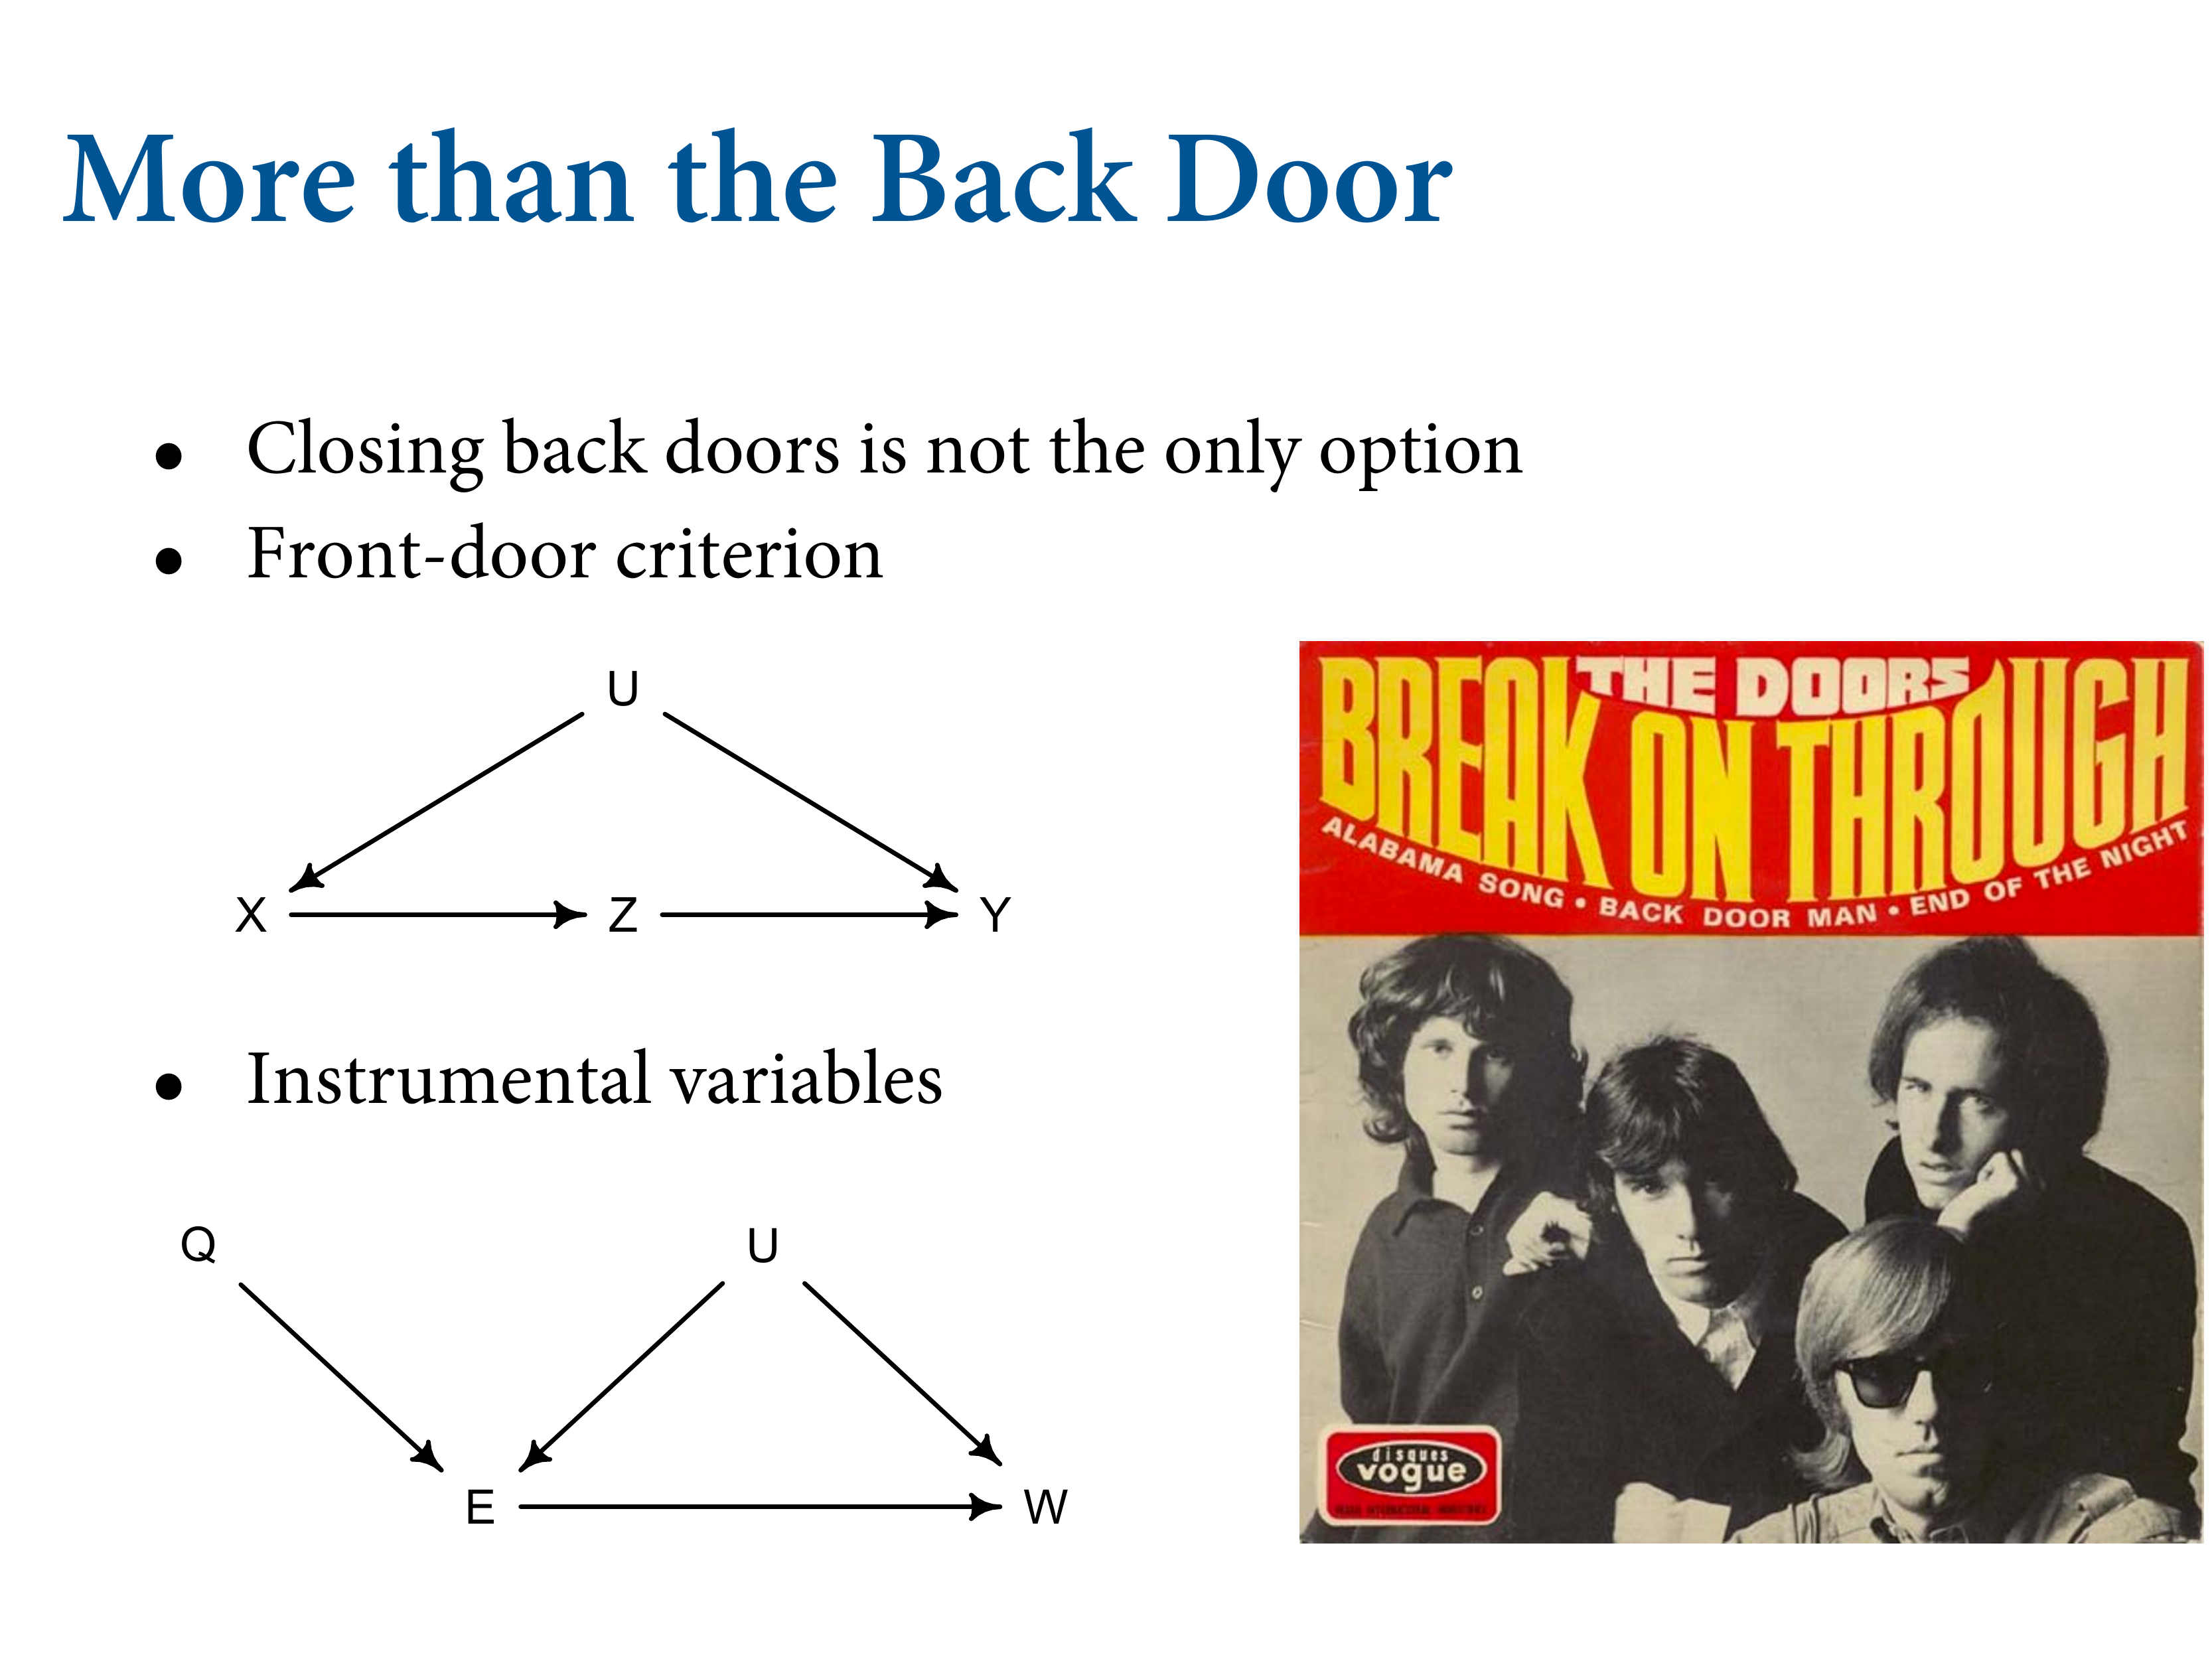 More than the Back Door
• Closing back doors is not the only option
• Front-door criterion
U
X Z Y
• Instrumental variables
Q U
E W
THE DOORS
BREAK ON THROUGH
ALABAMA SONG • BACK DOOR MAN • END OF THE NIGHT
disques
vogue